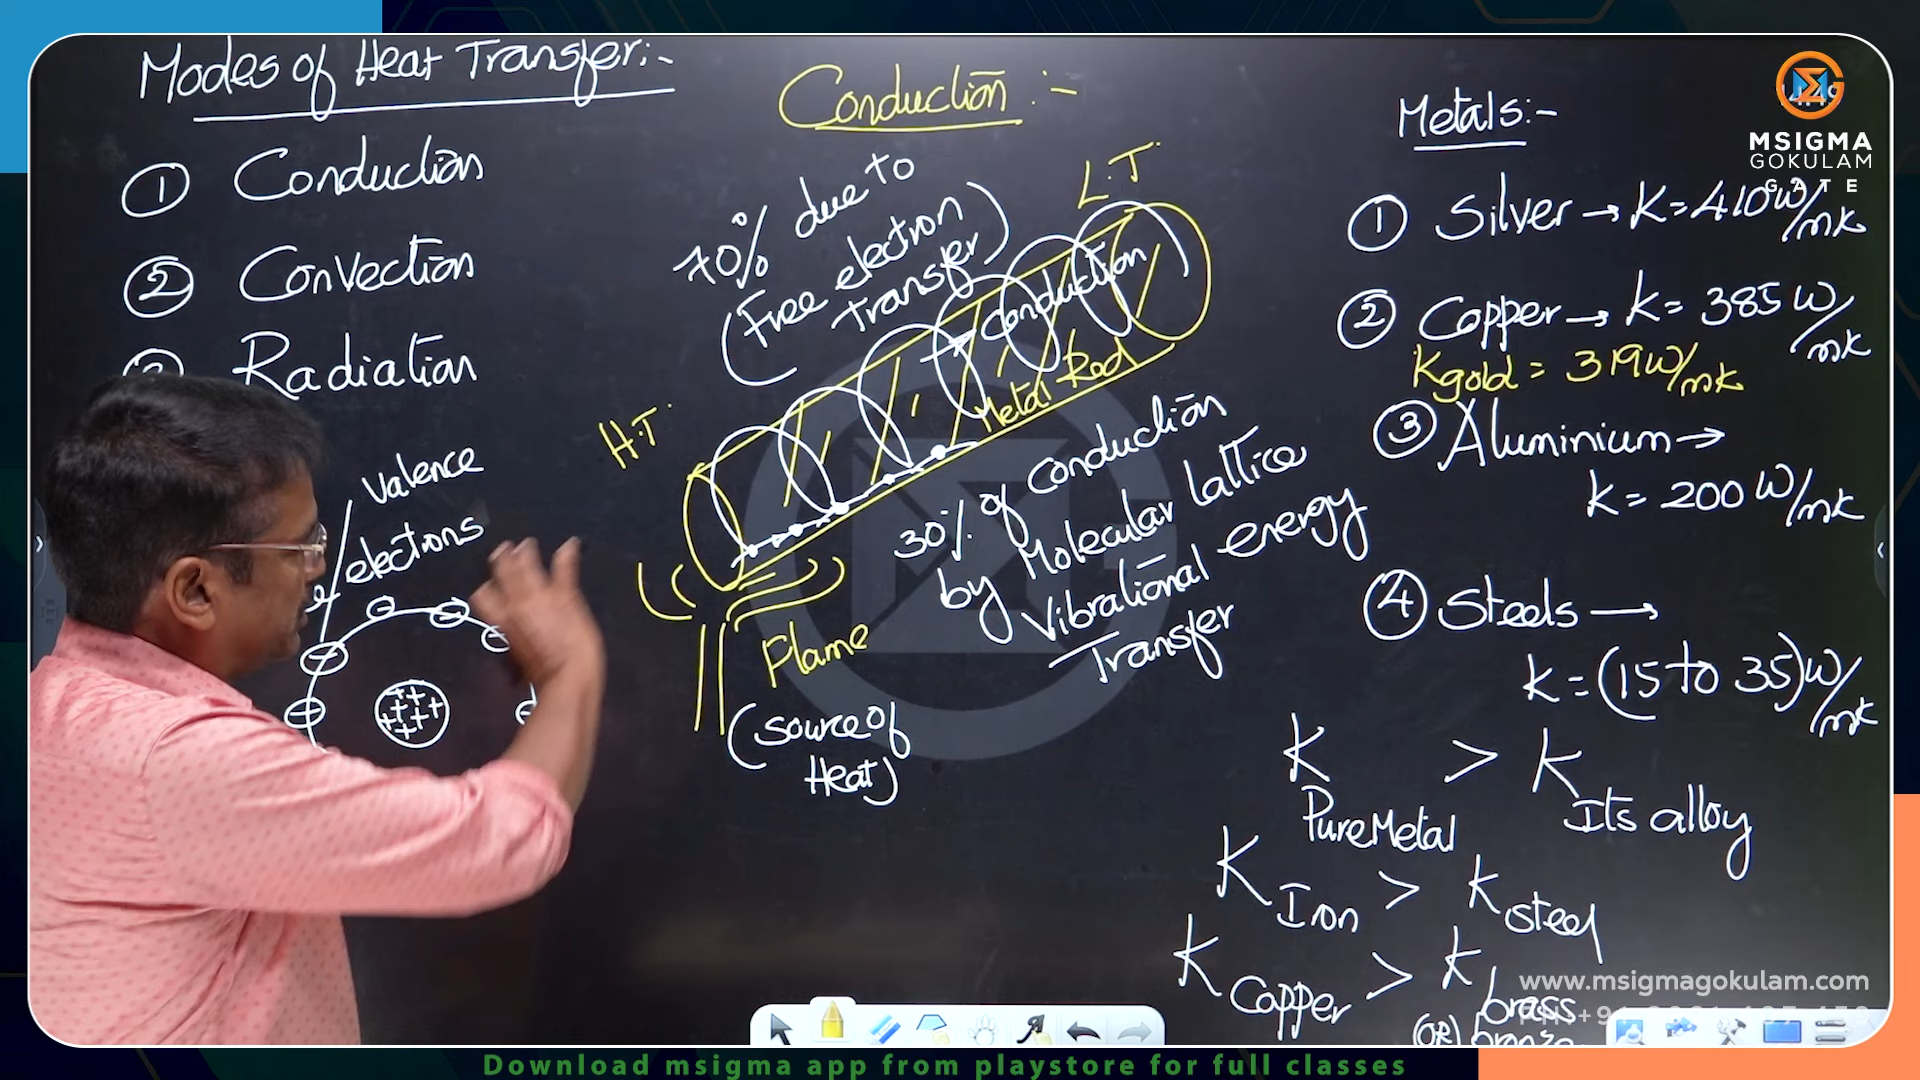 Modes of Heat Transfer:-
① Conduction
② Convection
Radiation
Valence
electrons
Conduction :-
70% due to
(Free electron
transfer)
H.T
L.T
Conduction
Metal Rod
30% of conduction
by Molecular lattice
Vibrational energy
Transfer
Flame
(source of
Heat)
Metals:-
① Silver → K=410W/mk
② Copper → k= 385 W/mk
Kgold = 319W/mk
③ Aluminium →
k= 200 W/mk
④ Steels →
k=(15 to 35)W/mk
K Pure Metal > K Its alloy
K Iron > k steel
K Copper > K brass
(OR) bronze
MSIGMA
GOKULAM
GATE
www.msigmagokulam.com
Download msigma app from playstore for full classes